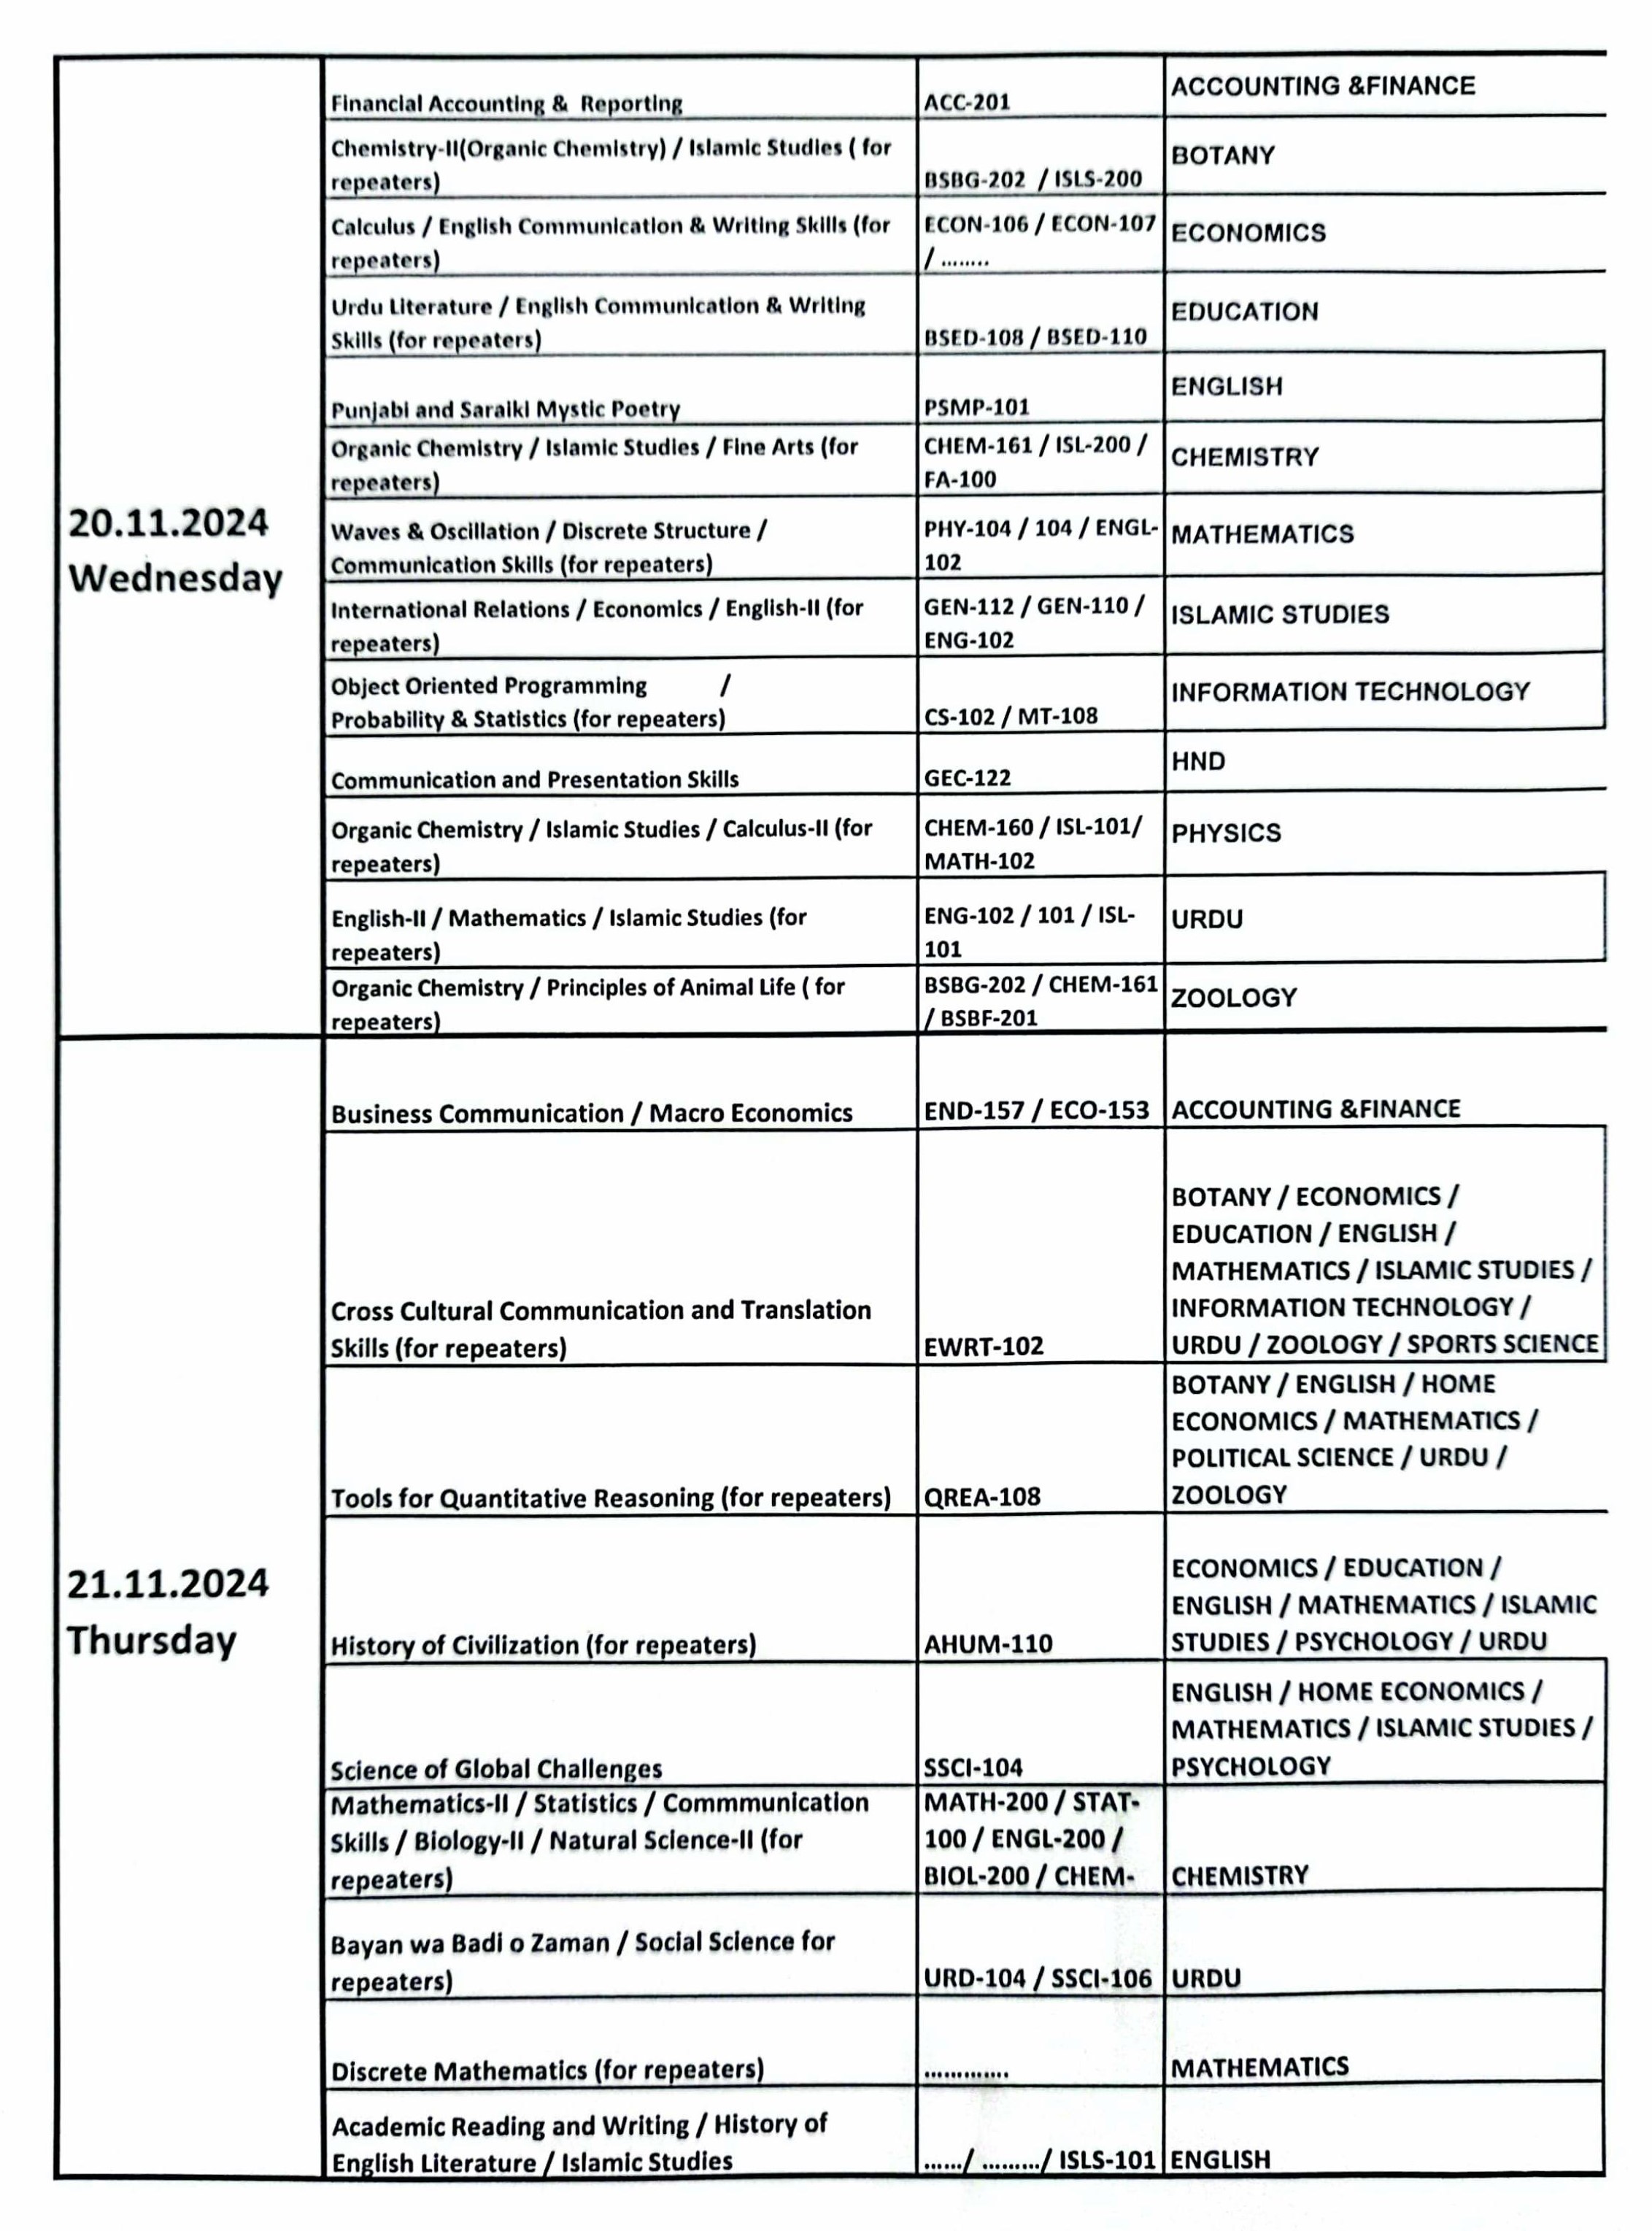 Financial Accounting & Reporting
ACC-201
ACCOUNTING &FINANCE
Chemistry-II(Organic Chemistry) / Islamic Studies ( for
repeaters)
BSBG-202 / ISLS-200
BOTANY
Calculus / English Communication & Writing Skills (for
repeaters)
ECON-106 / ECON-107
/ ........
ECONOMICS
Urdu Literature / English Communication & Writing
Skills (for repeaters)
BSED-108 / BSED-110
EDUCATION
Punjabi and Saraiki Mystic Poetry
PSMP-101
ENGLISH
Organic Chemistry / Islamic Studies / Fine Arts (for
repeaters)
CHEM-161 / ISL-200 /
FA-100
CHEMISTRY
20.11.2024
Wednesday
Waves & Oscillation / Discrete Structure /
Communication Skills (for repeaters)
PHY-104 / 104 / ENGL-
102
MATHEMATICS
International Relations / Economics / English-II (for
repeaters)
GEN-112 / GEN-110 /
ENG-102
ISLAMIC STUDIES
Object Oriented Programming /
Probability & Statistics (for repeaters)
CS-102 / MT-108
INFORMATION TECHNOLOGY
Communication and Presentation Skills
GEC-122
HND
Organic Chemistry / Islamic Studies / Calculus-II (for
repeaters)
CHEM-160 / ISL-101/
MATH-102
PHYSICS
English-II / Mathematics / Islamic Studies (for
repeaters)
ENG-102 / 101 / ISL-
101
URDU
Organic Chemistry / Principles of Animal Life ( for
repeaters)
BSBG-202 / CHEM-161
/ BSBF-201
ZOOLOGY
Business Communication / Macro Economics
END-157 / ECO-153
ACCOUNTING &FINANCE
Cross Cultural Communication and Translation
Skills (for repeaters)
EWRT-102
BOTANY / ECONOMICS /
EDUCATION / ENGLISH /
MATHEMATICS / ISLAMIC STUDIES /
INFORMATION TECHNOLOGY /
URDU / ZOOLOGY / SPORTS SCIENCE
Tools for Quantitative Reasoning (for repeaters)
QREA-108
BOTANY / ENGLISH / HOME
ECONOMICS / MATHEMATICS /
POLITICAL SCIENCE / URDU /
ZOOLOGY
21.11.2024
Thursday
History of Civilization (for repeaters)
AHUM-110
ECONOMICS / EDUCATION /
ENGLISH / MATHEMATICS / ISLAMIC
STUDIES / PSYCHOLOGY / URDU
Science of Global Challenges
SSCI-104
ENGLISH / HOME ECONOMICS /
MATHEMATICS / ISLAMIC STUDIES /
PSYCHOLOGY
Mathematics-II / Statistics / Commmunication
Skills / Biology-II / Natural Science-II (for
repeaters)
MATH-200 / STAT-
100 / ENGL-200 /
BIOL-200 / CHEM-
CHEMISTRY
Bayan wa Badi o Zaman / Social Science for
repeaters)
URD-104 / SSCI-106
URDU
Discrete Mathematics (for repeaters)
............
MATHEMATICS
Academic Reading and Writing / History of
English Literature / Islamic Studies
....../ ........./ ISLS-101
ENGLISH